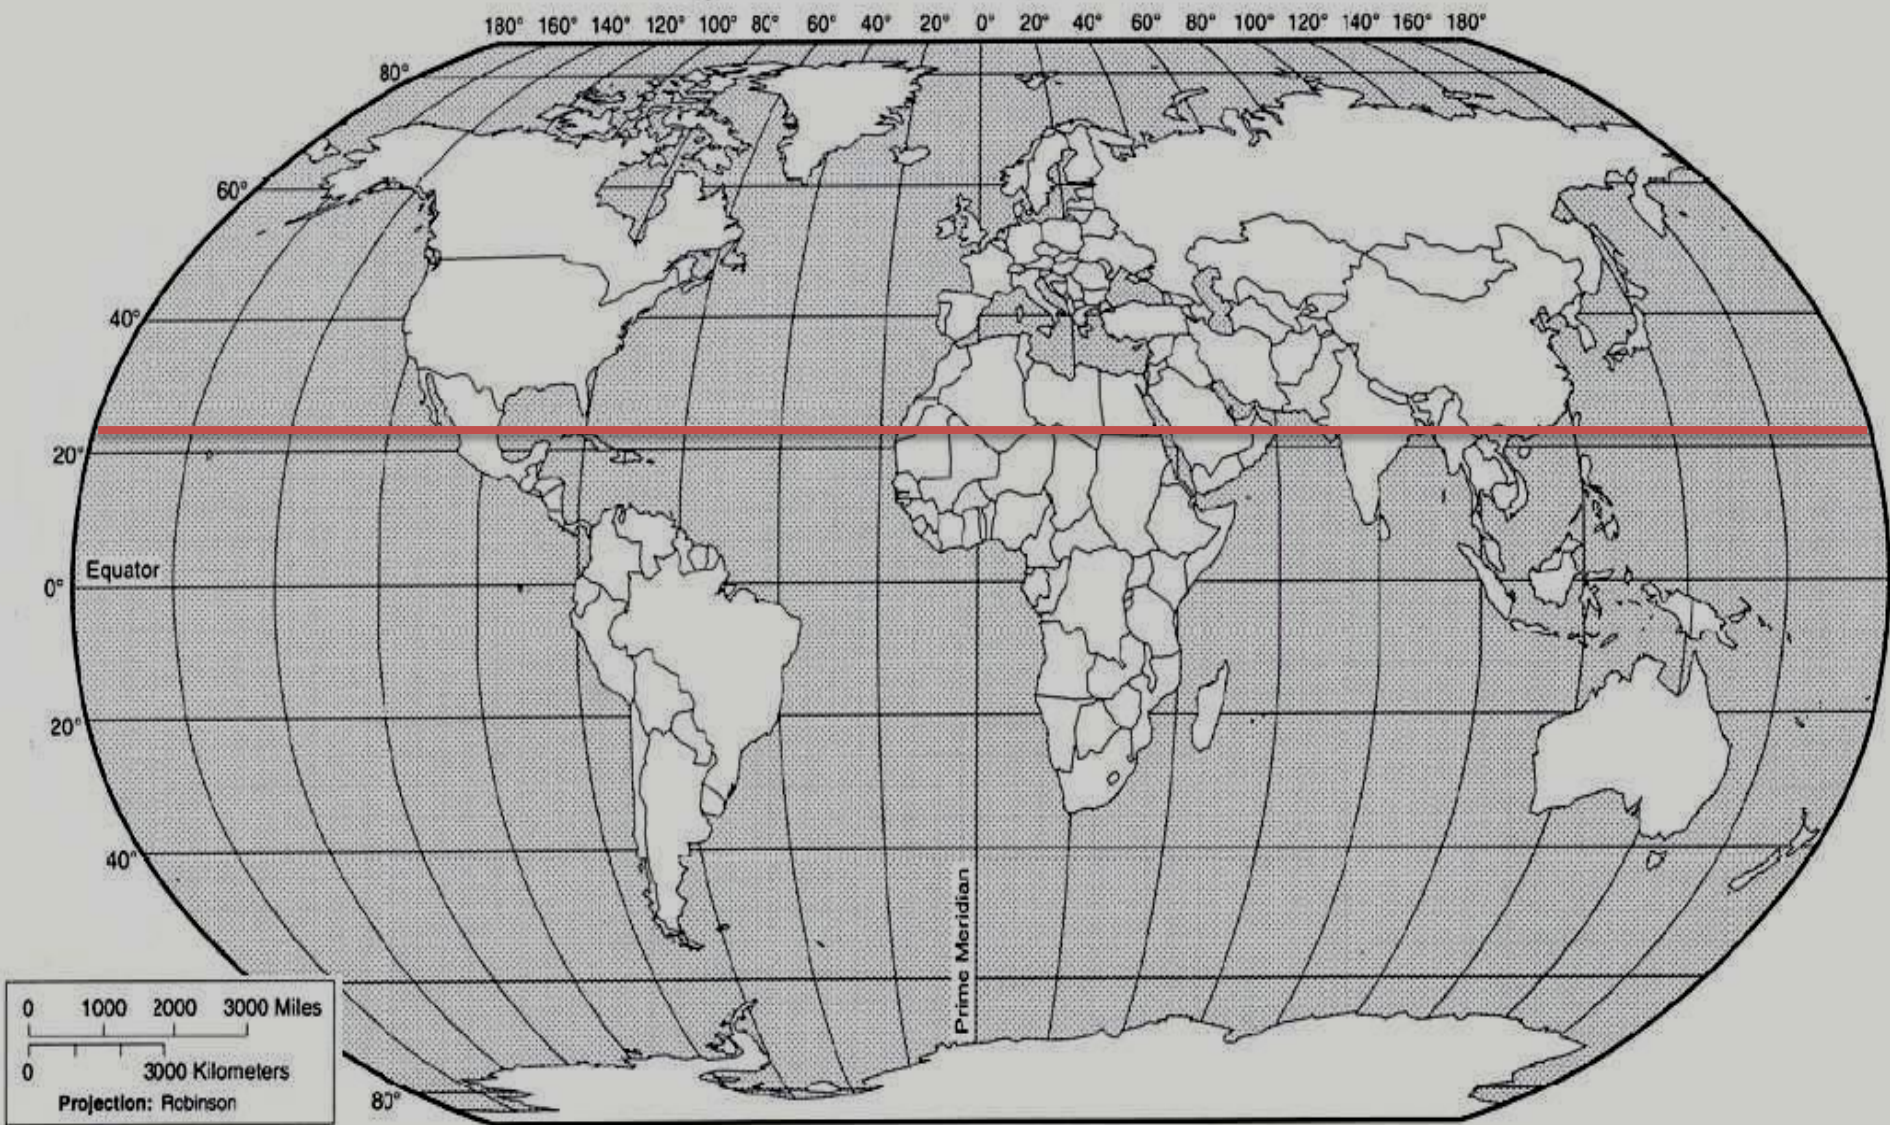 180° 160° 140° 120° 100° 80° 60° 40° 20° 0° 20° 40° 60° 80° 100° 120° 140° 160° 180°
80°
60°
40°
20°
Equator
0°
20°
40°
80°
Prime Meridian
0 1000 2000 3000 Miles
0 3000 Kilometers
Projection: Robinson